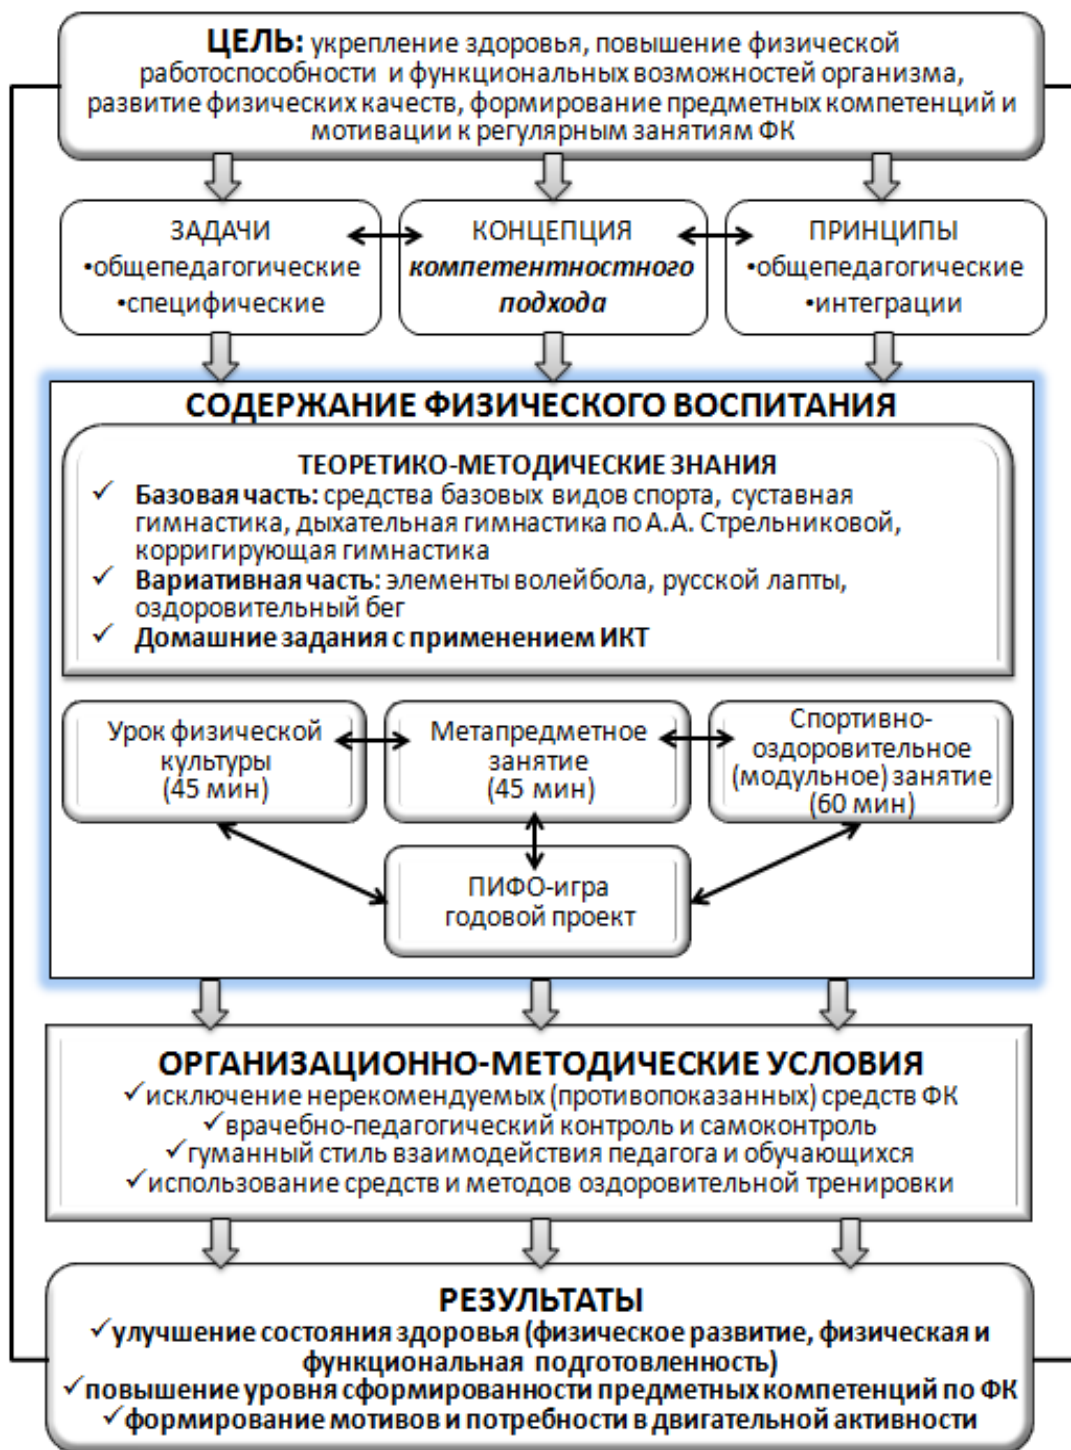 ЦЕЛЬ: укрепление здоровья, повышение физической
работоспособности и функциональных возможностей организма,
развитие физических качеств, формирование предметных компетенций и
мотивации к регулярным занятиям ФК
ЗАДАЧИ
•общепедагогические
•специфические
КОНЦЕПЦИЯ
компетентностного
подхода
ПРИНЦИПЫ
•общепедагогические
•интеграции
СОДЕРЖАНИЕ ФИЗИЧЕСКОГО ВОСПИТАНИЯ
ТЕОРЕТИКО-МЕТОДИЧЕСКИЕ ЗНАНИЯ
✓ Базовая часть: средства базовых видов спорта, суставная
гимнастика, дыхательная гимнастика по А.А. Стрельниковой,
корригирующая гимнастика
✓ Вариативная часть: элементы волейбола, русской лапты,
оздоровительный бег
✓ Домашние задания с применением ИКТ
Урок физической
культуры
(45 мин)
Метапредметное
занятие
(45 мин)
Спортивно-
оздоровительное
(модульное) занятие
(60 мин)
ПИФО-игра
годовой проект
ОРГАНИЗАЦИОННО-МЕТОДИЧЕСКИЕ УСЛОВИЯ
✓исключение нерекомендуемых (противопоказанных) средств ФК
✓врачебно-педагогический контроль и самоконтроль
✓гуманный стиль взаимодействия педагога и обучающихся
✓использование средств и методов оздоровительной тренировки
РЕЗУЛЬТАТЫ
✓улучшение состояния здоровья (физическое развитие, физическая и
функциональная подготовленность)
✓повышение уровня сформированности предметных компетенций по ФК
✓формирование мотивов и потребности в двигательной активности